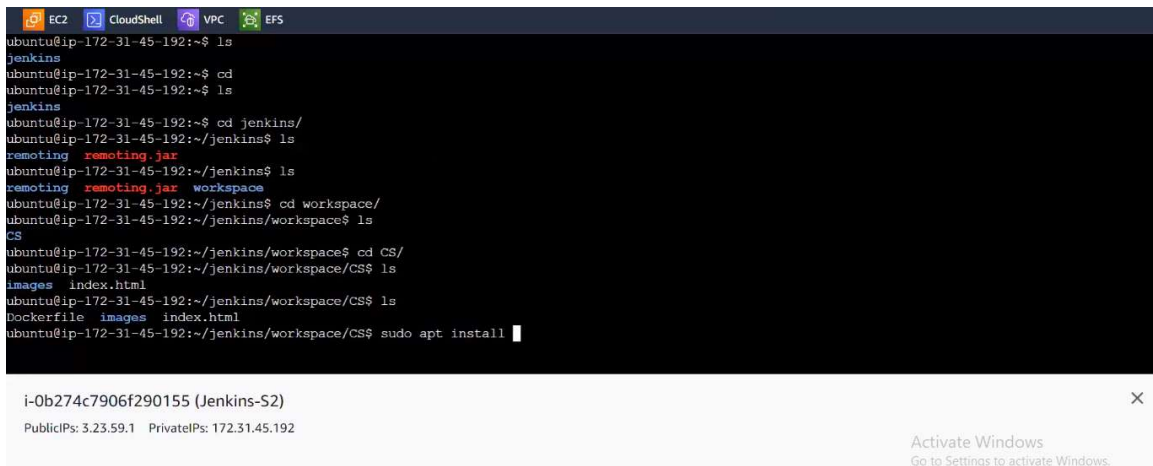 EC2 CloudShell VPC EFS
ubuntu@ip-172-31-45-192:~$ ls
jenkins
ubuntu@ip-172-31-45-192:~$ cd
ubuntu@ip-172-31-45-192:~$ ls
jenkins
ubuntu@ip-172-31-45-192:~$ cd jenkins/
ubuntu@ip-172-31-45-192:~/jenkins$ ls
remoting remoting.jar
ubuntu@ip-172-31-45-192:~/jenkins$ ls
remoting remoting.jar workspace
ubuntu@ip-172-31-45-192:~/jenkins$ cd workspace/
ubuntu@ip-172-31-45-192:~/jenkins/workspace$ ls
CS
ubuntu@ip-172-31-45-192:~/jenkins/workspace$ cd CS/
ubuntu@ip-172-31-45-192:~/jenkins/workspace/CS$ ls
images index.html
ubuntu@ip-172-31-45-192:~/jenkins/workspace/CS$ ls
Dockerfile images index.html
ubuntu@ip-172-31-45-192:~/jenkins/workspace/CS$ sudo apt install
i-0b274c7906f290155 (Jenkins-S2)
PublicIPs: 3.23.59.1 PrivateIPs: 172.31.45.192
Activate Windows
Go to Settings to activate Windows.